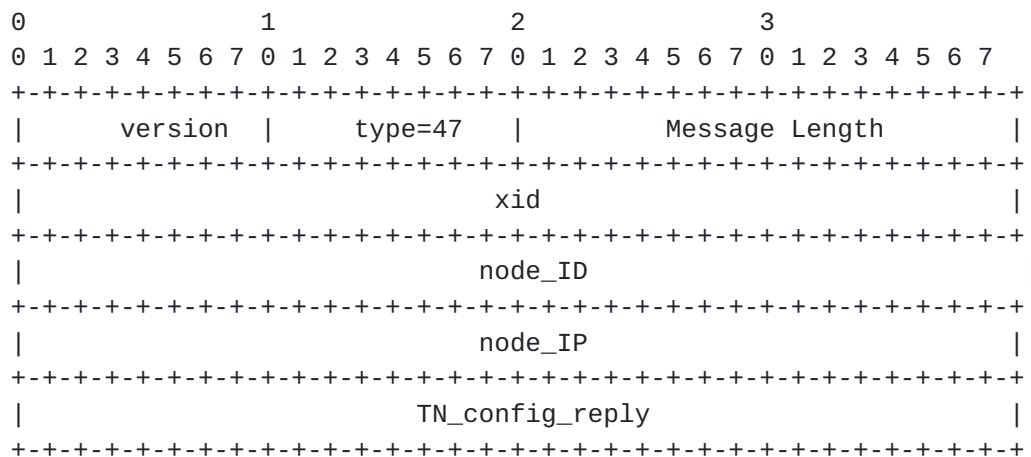 0                   1                   2                   3
0 1 2 3 4 5 6 7 0 1 2 3 4 5 6 7 0 1 2 3 4 5 6 7 0 1 2 3 4 5 6 7
+-+-+-+-+-+-+-+-+-+-+-+-+-+-+-+-+-+-+-+-+-+-+-+-+-+-+-+-+-+-+-+-+
|      version  |     type=47   |         Message Length        |
+-+-+-+-+-+-+-+-+-+-+-+-+-+-+-+-+-+-+-+-+-+-+-+-+-+-+-+-+-+-+-+-+
|                              xid                              |
+-+-+-+-+-+-+-+-+-+-+-+-+-+-+-+-+-+-+-+-+-+-+-+-+-+-+-+-+-+-+-+-+
|                             node_ID                           |
+-+-+-+-+-+-+-+-+-+-+-+-+-+-+-+-+-+-+-+-+-+-+-+-+-+-+-+-+-+-+-+-+
|                             node_IP                           |
+-+-+-+-+-+-+-+-+-+-+-+-+-+-+-+-+-+-+-+-+-+-+-+-+-+-+-+-+-+-+-+-+
|                         TN_config_reply                       |
+-+-+-+-+-+-+-+-+-+-+-+-+-+-+-+-+-+-+-+-+-+-+-+-+-+-+-+-+-+-+-+-+